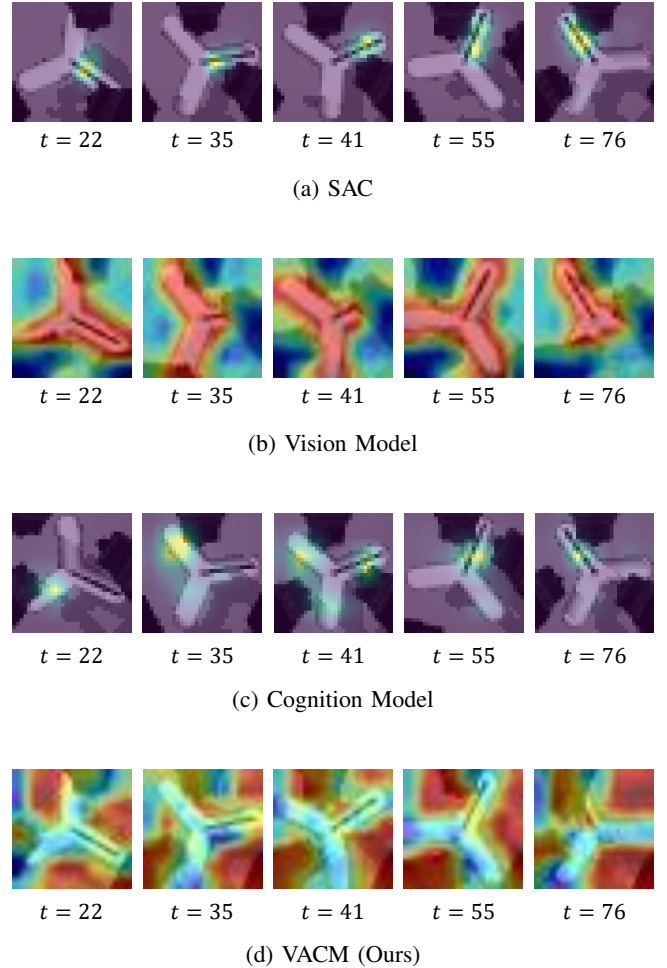 t = 22 t = 35 t = 41 t = 55 t = 76
(a) SAC
t = 22 t = 35 t = 41 t = 55 t = 76
(b) Vision Model
t = 22 t = 35 t = 41 t = 55 t = 76
(c) Cognition Model
t = 22 t = 35 t = 41 t = 55 t = 76
(d) VACM (Ours)